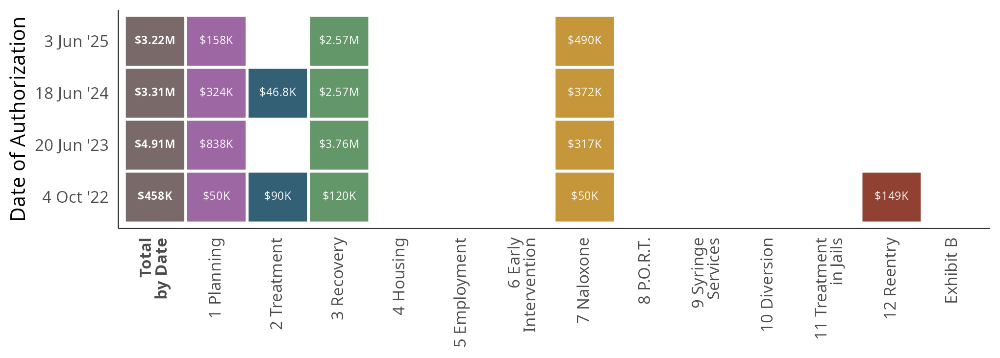 Date of Authorization
3 Jun '25
$3.22M
$158K
$2.57M
$490K
18 Jun '24
$3.31M
$324K
$46.8K
$2.57M
$372K
20 Jun '23
$4.91M
$838K
$3.76M
$317K
4 Oct '22
$458K
$50K
$90K
$120K
$50K
$149K
Total
by Date
1 Planning
2 Treatment
3 Recovery
4 Housing
5 Employment
6 Early
Intervention
7 Naloxone
8 P.O.R.T.
9 Syringe
Services
10 Diversion
11 Treatment
in Jails
12 Reentry
Exhibit B